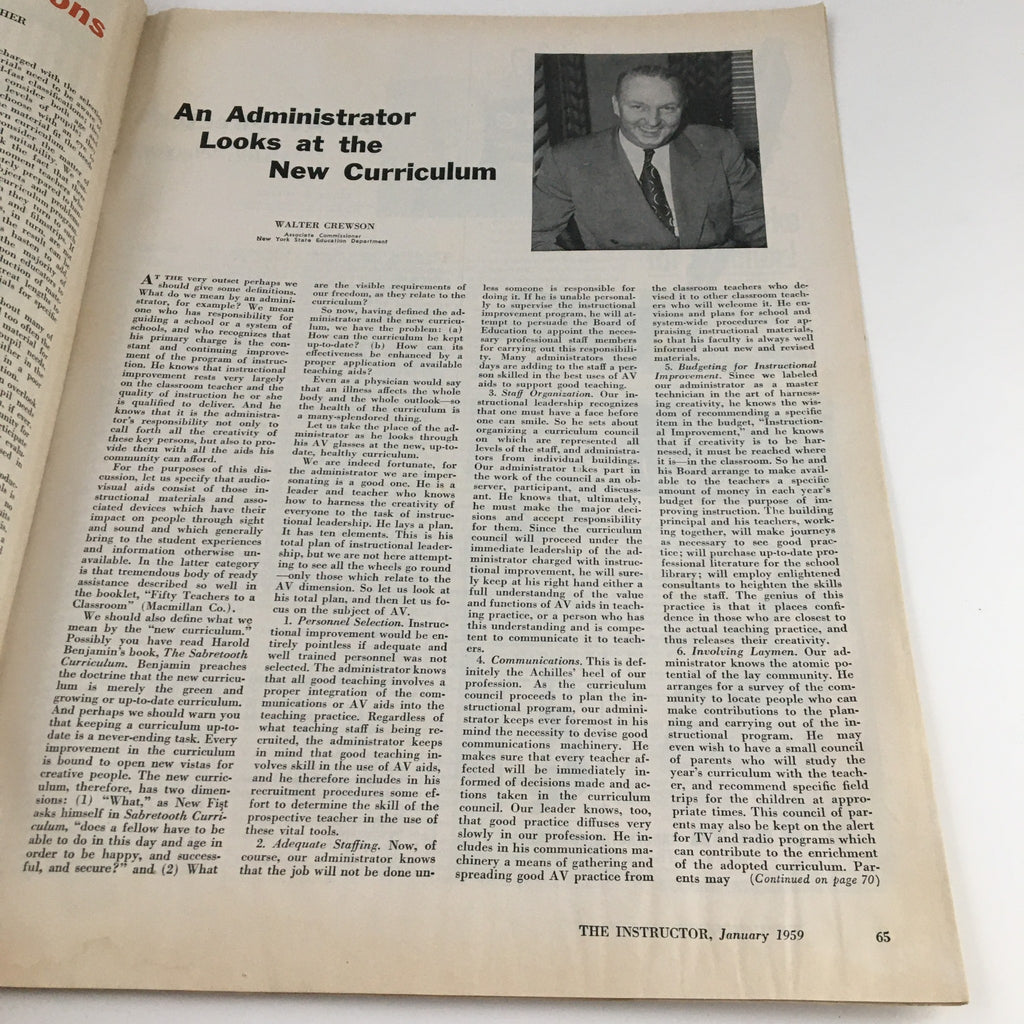 ons
HER
charged with the
rials need to be aware
d-fast classifications
consider both the
levels of pupils,
choose with an eye
An Administrator
Looks at the
New Curriculum
WALTER CREWSON
Associate Commissioner
New York State Education Department
AT THE very outset perhaps we
should give some definitions.
What do we mean by an admini-
strator, for example? We mean
one who has responsibility for
guiding a school or a system of
schools, and who recognizes that
his primary charge is the con-
stant and continuing improve-
ment of the program of instruc-
tion. He knows that instructional
improvement rests very largely
on the classroom teacher and the
quality of instruction he or she
is qualified to deliver. And he
knows that it is the administra-
tor's responsibility not only to
call forth all the creativity of
these key persons, but also to pro-
vide them with all the aids his
community can afford.
For the purposes of this dis-
cussion, let us specify that audio-
visual aids consist of those in-
structional materials and asso-
ciated devices which have their
impact on people through sight
and sound and which generally
bring to the student experiences
and information otherwise un-
available. In the latter category
is that tremendous body of ready
assistance described so well in
the booklet, "Fifty Teachers to a
Classroom" (Macmillan Co.).
We should also define what we
mean by the "new curriculum."
Possibly you have read Harold
Benjamin's book, The Sabretooth
Curriculum. Benjamin preaches
the doctrine that the new curricu-
lum is merely the green and
growing or up-to-date curriculum.
And perhaps we should warn you
that keeping a curriculum up-to-
date is a never-ending task. Every
improvement in the curriculum
is bound to open new vistas for
creative people. The new curric-
ulum, therefore, has two dimen-
sions: (1) "What," as New Fist
asks himself in Sabretooth Curri-
culum, "does a fellow have to be
able to do in this day and age in
order to be happy, and success-
ful, and secure?" and (2) What
are the visible requirements of
our freedom, as they relate to the
curriculum?
So now, having defined the ad-
ministrator and the new curricu-
lum, we have the problem: (a)
How can the curriculum be kept
up-to-date? (b) How can its
effectiveness be enhanced by a
proper application of available
teaching aids?
Even as a physician would say
that an illness affects the whole
body and the whole outlook—so
the health of the curriculum is
a many-splendored thing.
Let us take the place of the ad-
ministrator as he looks through
his AV glasses at the new, up-to-
date, healthy curriculum.
We are indeed fortunate, for
the administrator we are imper-
sonating is a good one. He is a
leader and teacher who knows
how to harness the creativity of
everyone to the task of instruc-
tional leadership. He lays a plan.
It has ten elements. This is his
total plan of instructional leader-
ship, but we are not here attempt-
ing to see all the wheels go round
—only those which relate to the
AV dimension. So let us look at
his total plan, and then let us fo-
cus on the subject of AV.
1. Personnel Selection. Instruc-
tional improvement would be en-
tirely pointless if adequate and
well trained personnel was not
selected. The administrator knows
that all good teaching involves a
proper integration of the com-
munications or AV aids into the
teaching practice. Regardless of
what teaching staff is being re-
cruited, the administrator keeps
in mind that good teaching in-
volves skill in the use of AV aids,
and he therefore includes in his
recruitment procedures some ef-
fort to determine the skill of the
prospective teacher in the use of
these vital tools.
2. Adequate Staffing. Now, of
course, our administrator knows
that the job will not be done un-
less someone is responsible for
doing it. If he is unable personal-
ly to supervise the instructional
improvement program, he will at-
tempt to persuade the Board of
Education to appoint the neces-
sary professional staff members
for carrying out this responsibili-
ty. Many administrators these
days are adding to the staff a per-
son skilled in the best uses of AV
aids to support good teaching.
3. Staff Organization. Our in-
structional leadership recognizes
that one must have a face before
one can smile. So he sets about
organizing a curriculum council
on which are represented all
levels of the staff, and administra-
tors from individual buildings.
Our administrator takes part in
the work of the council as an ob-
server, participant, and discuss-
ant. He knows that, ultimately,
he must make the major deci-
sions and accept responsibility
for them. Since the curriculum
council will proceed under the
immediate leadership of the ad-
ministrator charged with instruc-
tional improvement, he will sure-
ly keep at his right hand either a
full understandng of the value
and functions of AV aids in teach-
ing practice, or a person who has
this understanding and is compe-
tent to communicate it to teach-
ers.
4. Communications. This is def-
initely the Achilles' heel of our
profession. As the curriculum
council proceeds to plan the in-
structional program, our admini-
strator keeps ever foremost in his
mind the necessity to devise good
communications machinery. He
makes sure that every teacher af-
fected will be immediately in-
formed of decisions made and ac-
tions taken in the curriculum
council. Our leader knows, too,
that good practice diffuses very
slowly in our profession. He in-
cludes in his communications ma-
chinery a means of gathering and
spreading good AV practice from
the classroom teachers who de-
vised it to other classroom teach-
ers who will welcome it. He en-
visions and plans for school and
system-wide procedures for ap-
praising instructional materials,
so that his faculty is always well
informed about new and revised
materials.
5. Budgeting for Instructional
Improvement. Since we labeled
our administrator as a master
technician in the art of harness-
ing creativity, he knows the wis-
dom of recommending a specific
item in the budget, "Instruction-
al Improvement," and he knows
that if creativity is to be har-
nessed, it must be reached where
it is—in the classroom. So he and
his Board arrange to make avail-
able to the teachers a specific
amount of money in each year's
budget for the purpose of im-
proving instruction. The building
principal and his teachers, work-
ing together, will make journeys
as necessary to see good prac-
tice; will purchase up-to-date pro-
fessional literature for the school
library; will employ enlightened
consultants to heighten the skills
of the staff. The genius of this
practice is that it places confi-
dence in those who are closest to
the actual teaching practice, and
thus releases their creativity.
6. Involving Laymen. Our ad-
ministrator knows the atomic po-
tential of the lay community. He
arranges for a survey of the com-
munity to locate people who can
make contributions to the plan-
ning and carrying out of the in-
structional program. He may
even wish to have a small council
of parents who will study the
year's curriculum with the teach-
er, and recommend specific field
trips for the children at appro-
priate times. This council of par-
ents may also be kept on the alert
for TV and radio programs which
can contribute to the enrichment
of the adopted curriculum. Par-
ents may (Continued on page 70)
THE INSTRUCTOR, January 1959 65